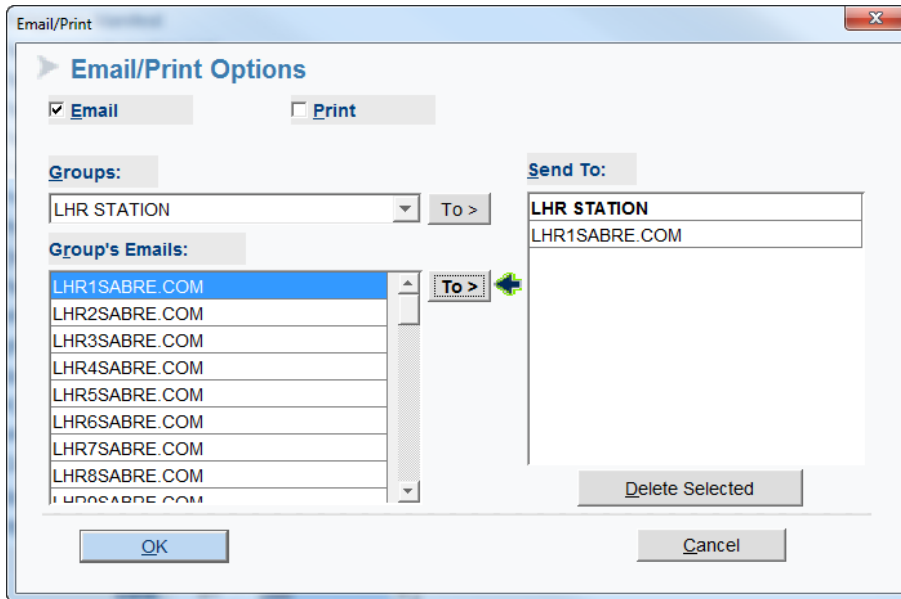 Email/Print
Email/Print Options
Email
Print
Groups:
LHR STATION
To >
Group's Emails:
LHR1SABRE.COM
LHR2SABRE.COM
LHR3SABRE.COM
LHR4SABRE.COM
LHR5SABRE.COM
LHR6SABRE.COM
LHR7SABRE.COM
LHR8SABRE.COM
LHR9SABRE.COM
To >
Send To:
LHR STATION
LHR1SABRE.COM
Delete Selected
OK
Cancel